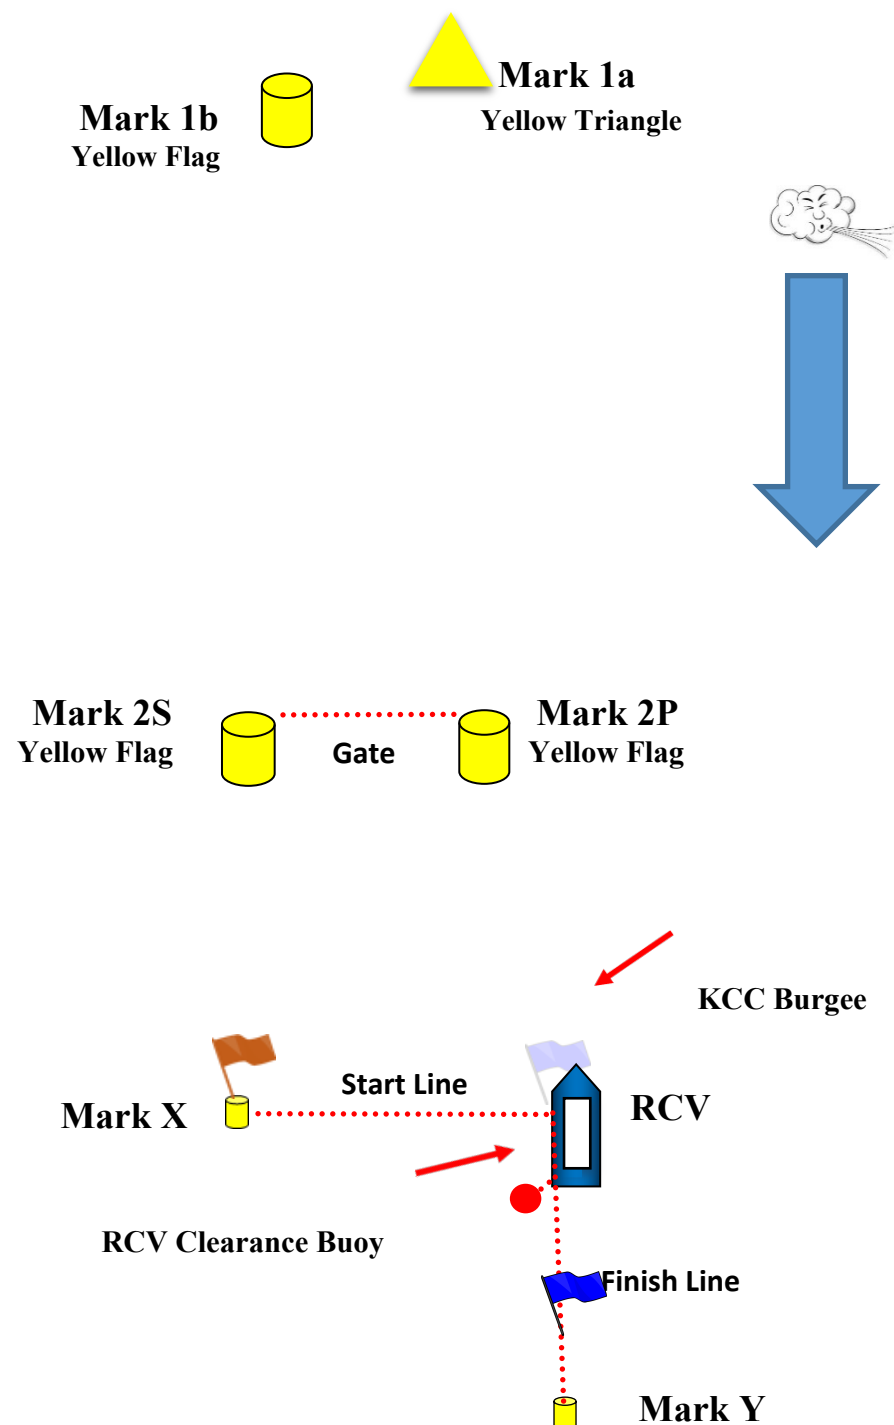 Mark 1a
Yellow Triangle
Mark 1b
Yellow Flag
Mark 2S
Yellow Flag
Gate
Mark 2P
Yellow Flag
KCC Burgee
Start Line
Mark X
RCV
RCV Clearance Buoy
Finish Line
Mark Y